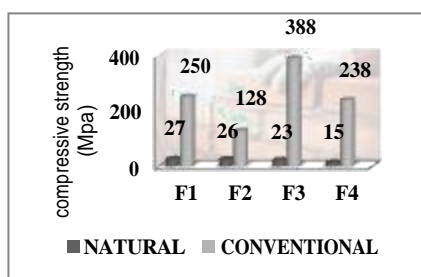 compressive strength
(Mpa)
400
200
0
250
128
388
238
27
26
23
15
F1 F2 F3 F4
NATURAL CONVENTIONAL